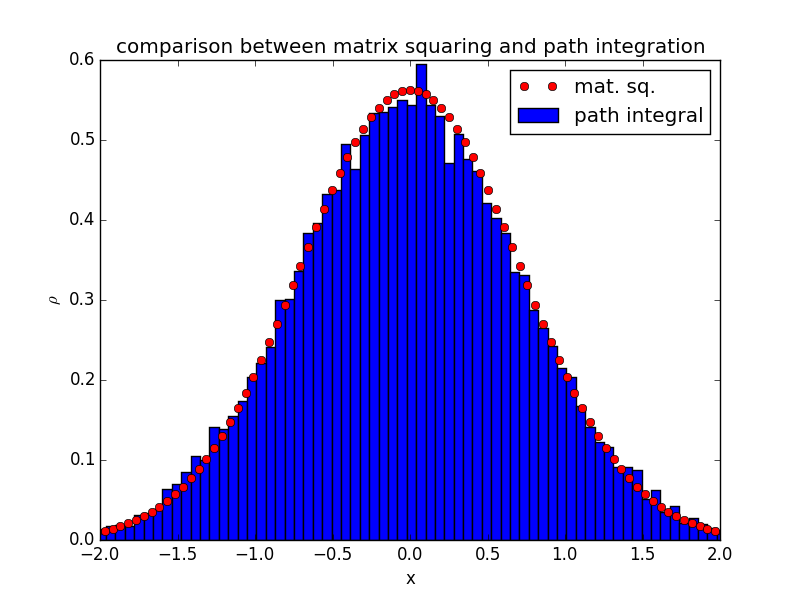 comparison between matrix squaring and path integration
0.6
0.5
0.4
0.3
0.2
0.1
0.0
ρ
mat. sq.
path integral
−2.0 −1.5 −1.0 −0.5 0.0 0.5 1.0 1.5 2.0
x